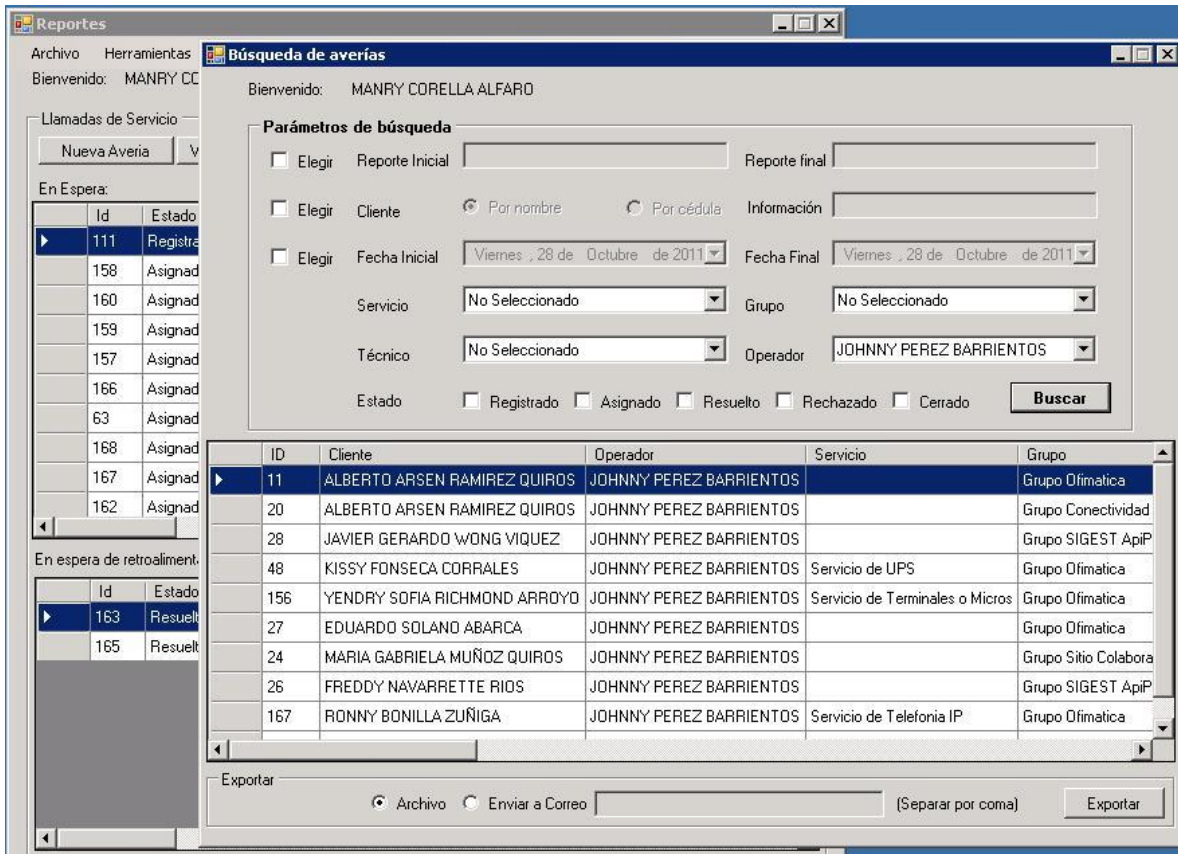 Reportes
Archivo Herramientas
Bienvenido: MANRY CO
Llamadas de Servicio
Nueva Averia V
En Espera:
Id Estado
111 Registra
158 Asignad
160 Asignad
159 Asignad
157 Asignad
166 Asignad
63 Asignad
168 Asignad
167 Asignad
162 Asignad
En espera de retroaliment
Id Estado
163 Resuelt
165 Resuelt
Búsqueda de averías
Bienvenido: MANRY CORELLA ALFARO
Parámetros de búsqueda
Elegir Reporte Inicial Reporte final
Elegir Cliente Por nombre Por cédula Información
Elegir Fecha Inicial Viernes , 28 de Octubre de 2011 Fecha Final Viernes , 28 de Octubre de 2011
Servicio No Seleccionado Grupo No Seleccionado
Técnico No Seleccionado Operador JOHNNY PEREZ BARRIENTOS
Estado Registrado Asignado Resuelto Rechazado Cerrado Buscar
ID Cliente Operador Servicio Grupo
11 ALBERTO ARSEN RAMIREZ QUIROS JOHNNY PEREZ BARRIENTOS Grupo Ofimatica
20 ALBERTO ARSEN RAMIREZ QUIROS JOHNNY PEREZ BARRIENTOS Grupo Conectividad
28 JAVIER GERARDO WONG VIQUEZ JOHNNY PEREZ BARRIENTOS Grupo SIGEST ApiP
48 KISSY FONSECA CORRALES JOHNNY PEREZ BARRIENTOS Servicio de UPS Grupo Ofimatica
156 YENDRY SOFIA RICHMOND ARROYO JOHNNY PEREZ BARRIENTOS Servicio de Terminales o Micros Grupo Ofimatica
27 EDUARDO SOLANO ABARCA JOHNNY PEREZ BARRIENTOS Grupo Ofimatica
24 MARIA GABRIELA MUÑOZ QUIROS JOHNNY PEREZ BARRIENTOS Grupo Sitio Colabora
26 FREDDY NAVARRETTE RIOS JOHNNY PEREZ BARRIENTOS Grupo SIGEST ApiP
167 RONNY BONILLA ZUÑIGA JOHNNY PEREZ BARRIENTOS Servicio de Telefonia IP Grupo Ofimatica
Exportar
Archivo Enviar a Correo (Separar por coma) Exportar